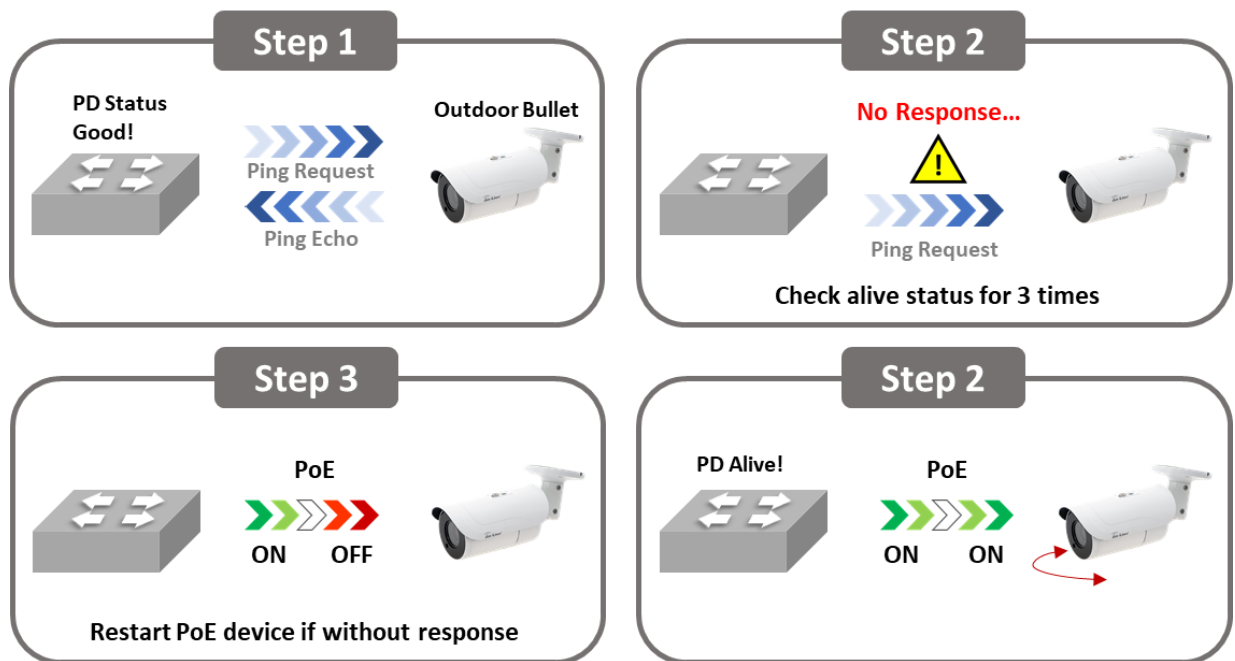 Step 1
PD Status
Good!
Outdoor Bullet
Ping Request
Ping Echo
Step 2
No Response...
!
Ping Request
Check alive status for 3 times
Step 3
PoE
ON OFF
Restart PoE device if without response
Step 2
PD Alive!
PoE
ON ON